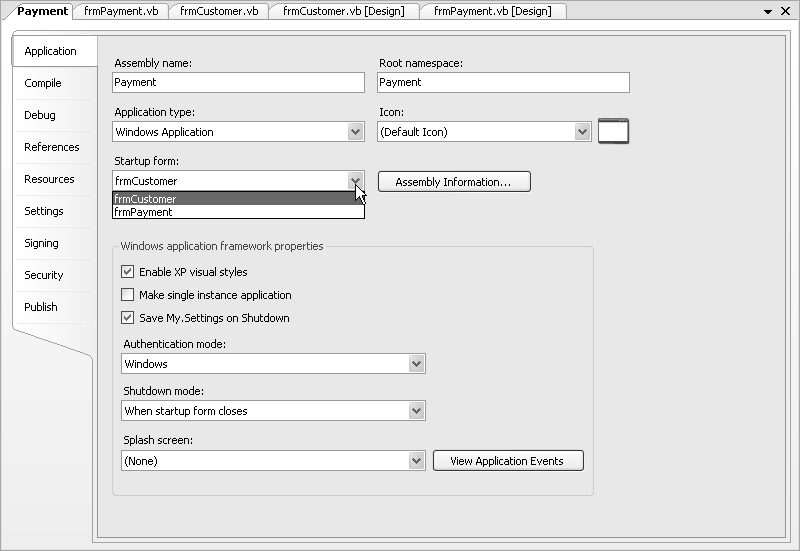 Payment frmPayment.vb frmCustomer.vb frmCustomer.vb [Design] frmPayment.vb [Design]
Application
Compile
Debug
References
Resources
Settings
Signing
Security
Publish
Assembly name: Root namespace:
Payment Payment
Application type: Icon:
Windows Application (Default Icon)
Startup form:
frmCustomer Assembly Information...
frmCustomer
frmPayment
Windows application framework properties
Enable XP visual styles
Make single instance application
Save My.Settings on Shutdown
Authentication mode:
Windows
Shutdown mode:
When startup form closes
Splash screen:
(None) View Application Events